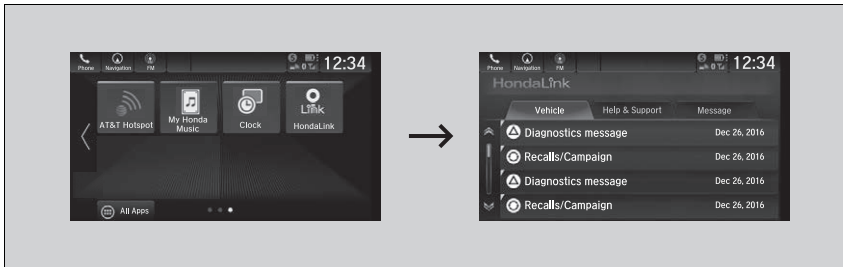 Phone Navigation FM 12:34
AT&T Hotspot My Honda Music Clock Link HondaLink
All Apps
Phone Navigation FM 12:34
HondaLink
Vehicle Help & Support Message
Diagnostics message Dec 26, 2016
Recalls/Campaign Dec 26, 2016
Diagnostics message Dec 26, 2016
Recalls/Campaign Dec 26, 2016